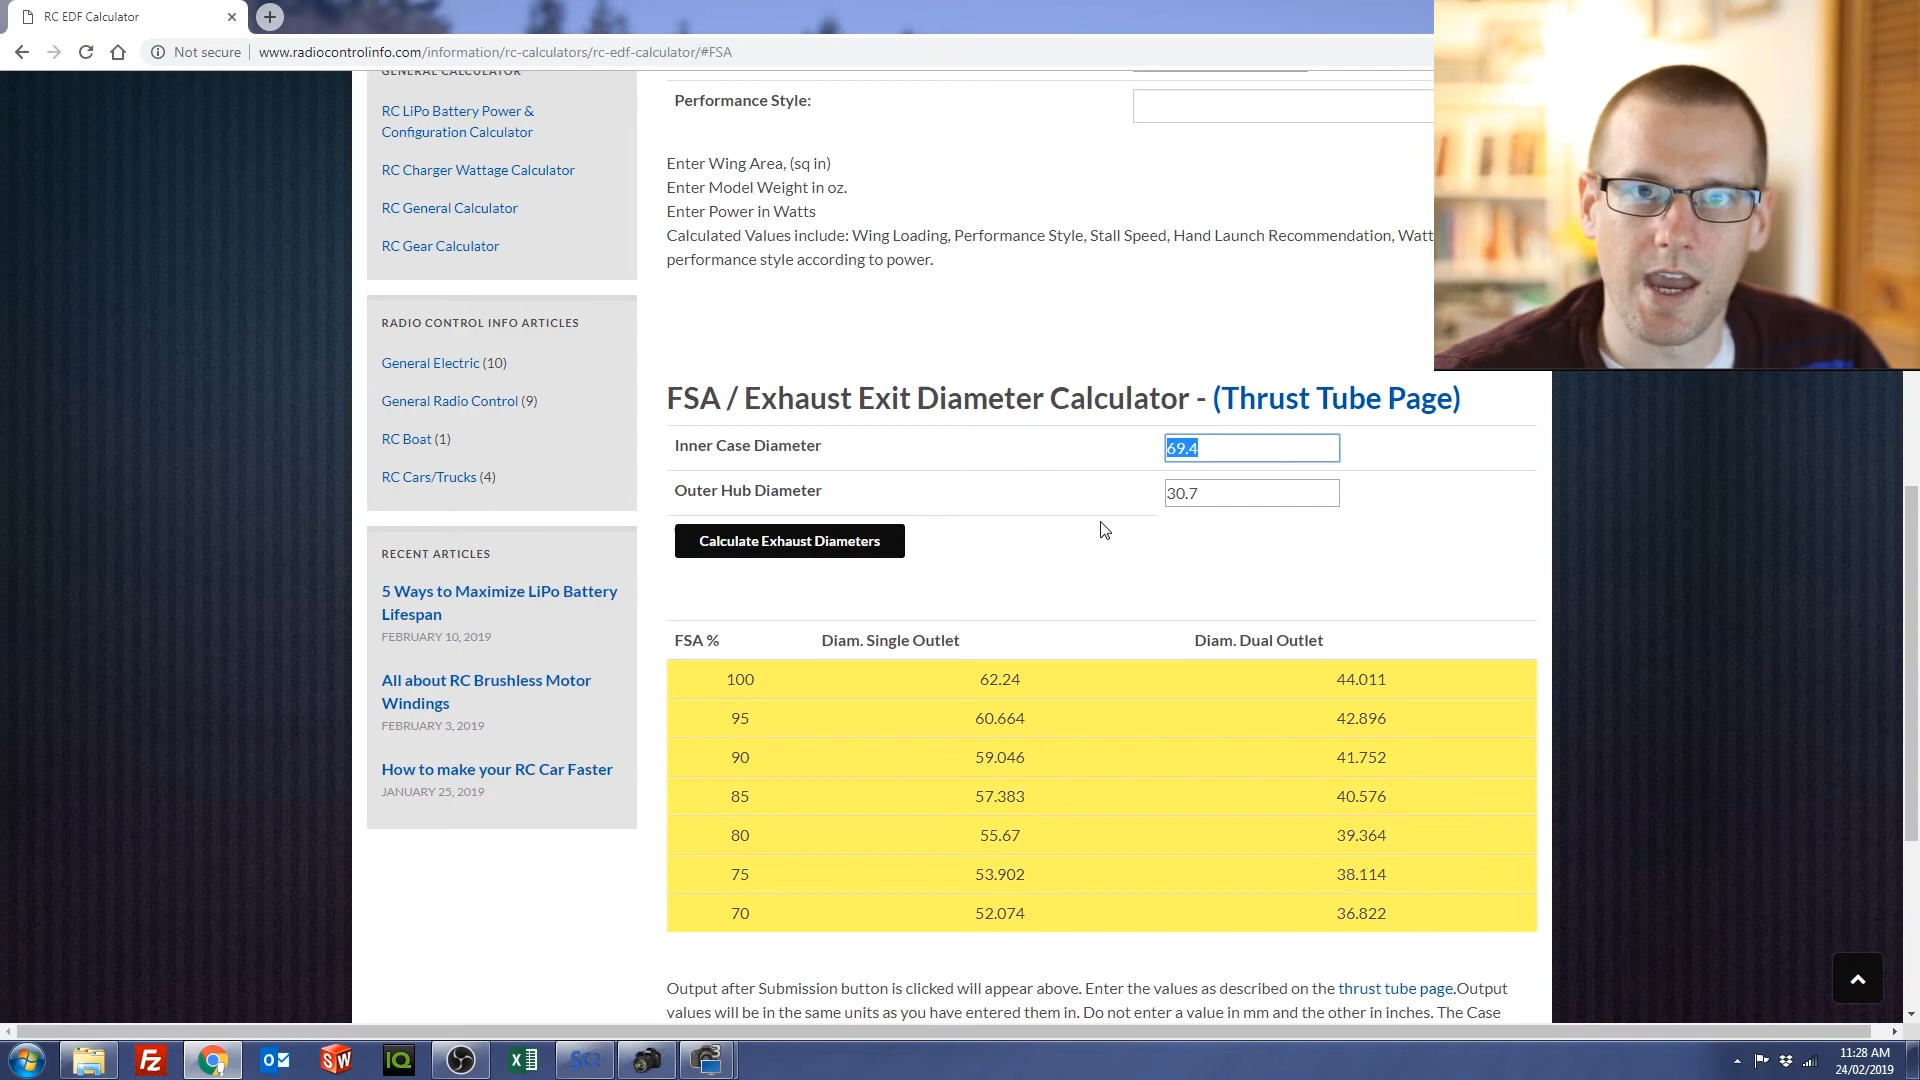 RC EDF Calculator
Not secure
www.radiocontrolinfo.com/information/rc-calculators/rc-edf-calculator/#FSA
GENERAL CALCULATOR
RC LiPo Battery Power &
Configuration Calculator
RC Charger Wattage Calculator
RC General Calculator
RC Gear Calculator
RADIO CONTROL INFO ARTICLES
General Electric (10)
General Radio Control (9)
RC Boat (1)
RC Cars/Trucks (4)
RECENT ARTICLES
5 Ways to Maximize LiPo Battery
Lifespan
FEBRUARY 10, 2019
All about RC Brushless Motor
Windings
FEBRUARY 3, 2019
How to make your RC Car Faster
JANUARY 25, 2019
Performance Style:
Enter Wing Area, (sq in)
Enter Model Weight in oz.
Enter Power in Watts
Calculated Values include: Wing Loading, Performance Style, Stall Speed, Hand Launch Recommendation, Watt
performance style according to power.
FSA / Exhaust Exit Diameter Calculator - (Thrust Tube Page)
Inner Case Diameter 69.4
Outer Hub Diameter 30.7
Calculate Exhaust Diameters
FSA % Diam. Single Outlet Diam. Dual Outlet
100 62.24 44.011
95 60.664 42.896
90 59.046 41.752
85 57.383 40.576
80 55.67 39.364
75 53.902 38.114
70 52.074 36.822
Output after Submission button is clicked will appear above. Enter the values as described on the thrust tube page.Output
values will be in the same units as you have entered them in. Do not enter a value in mm and the other in inches. The Case
Fz
SW
IQ
11:28 AM
24/02/2019